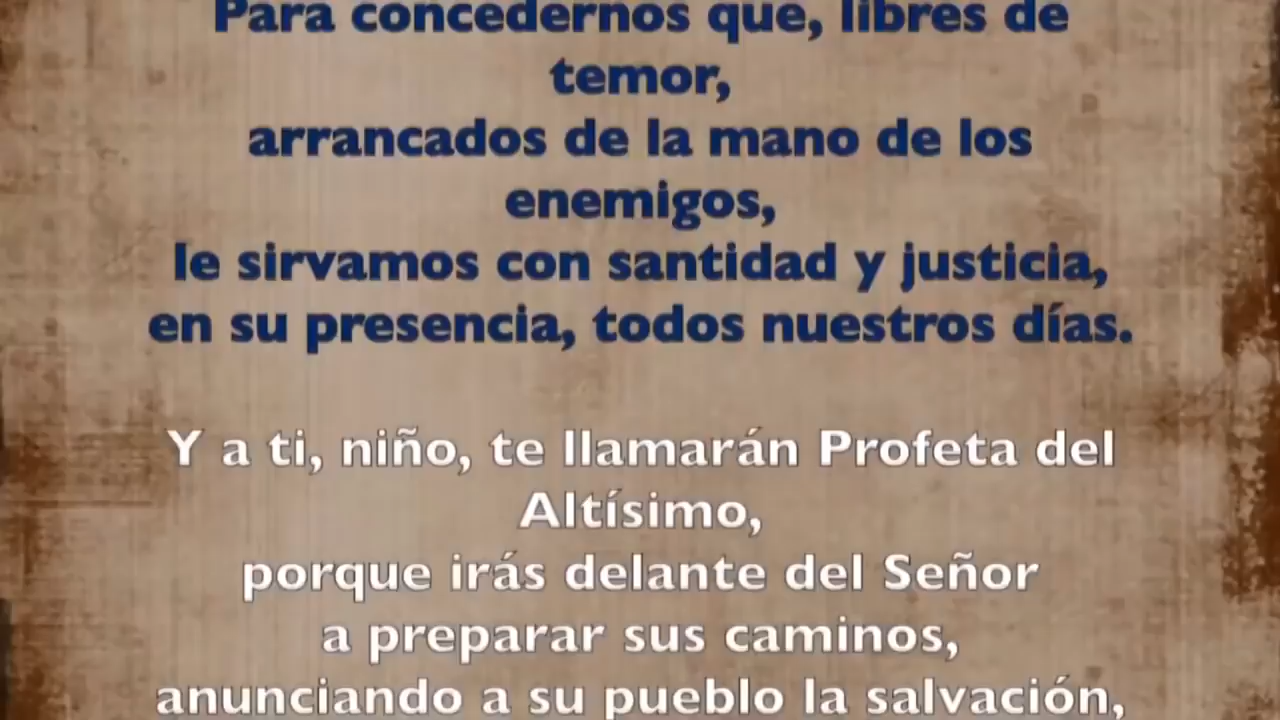 Para concedernos que, libres de
temor,
arrancados de la mano de los
enemigos,
le sirvamos con santidad y justicia,
en su presencia, todos nuestros días.
Y a ti, niño, te llamarán Profeta del
Altísimo,
porque irás delante del Señor
a preparar sus caminos,
anunciando a su pueblo la salvación,